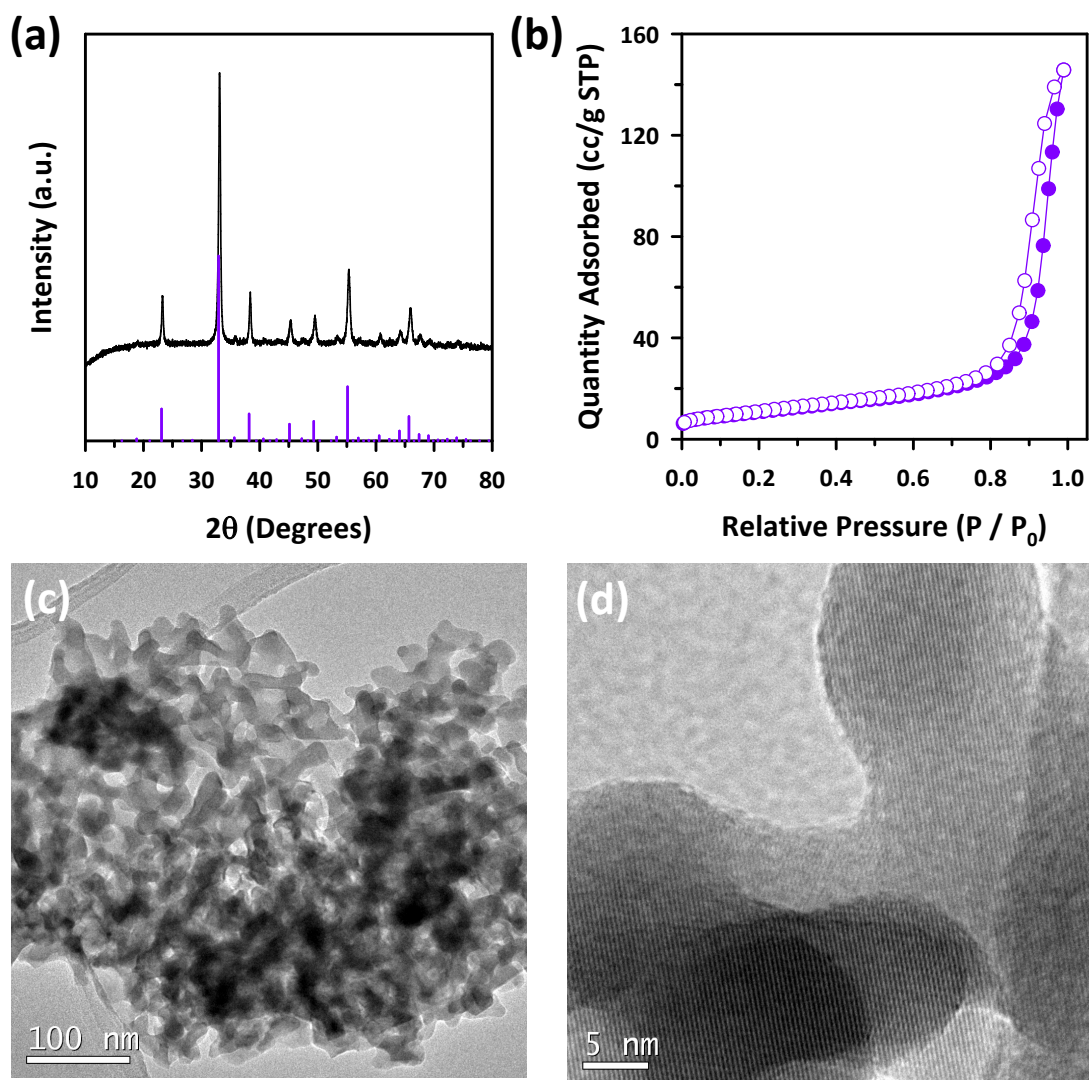 (a)
Intensity (a.u.)
10 20 30 40 50 60 70 80
2θ (Degrees)
(b)
Quantity Adsorbed (cc/g STP)
160
120
80
40
0
0.0 0.2 0.4 0.6 0.8 1.0
Relative Pressure (P / P₀)
(c)
100 nm
(d)
5 nm